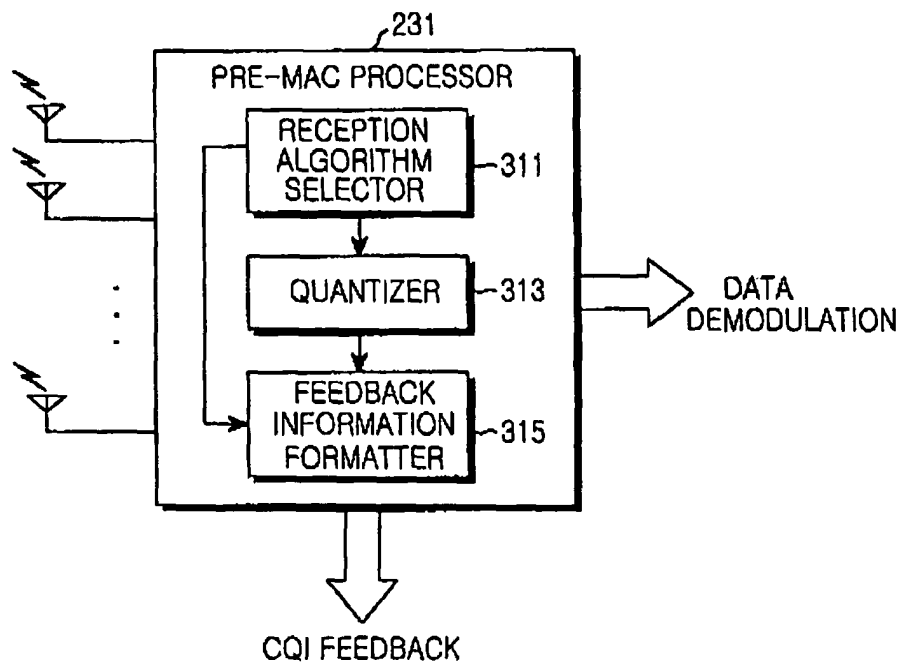 231
PRE-MAC PROCESSOR
RECEPTION
ALGORITHM
SELECTOR
311
QUANTIZER
313
FEEDBACK
INFORMATION
FORMATTER
315
DATA
DEMODULATION
CQI FEEDBACK